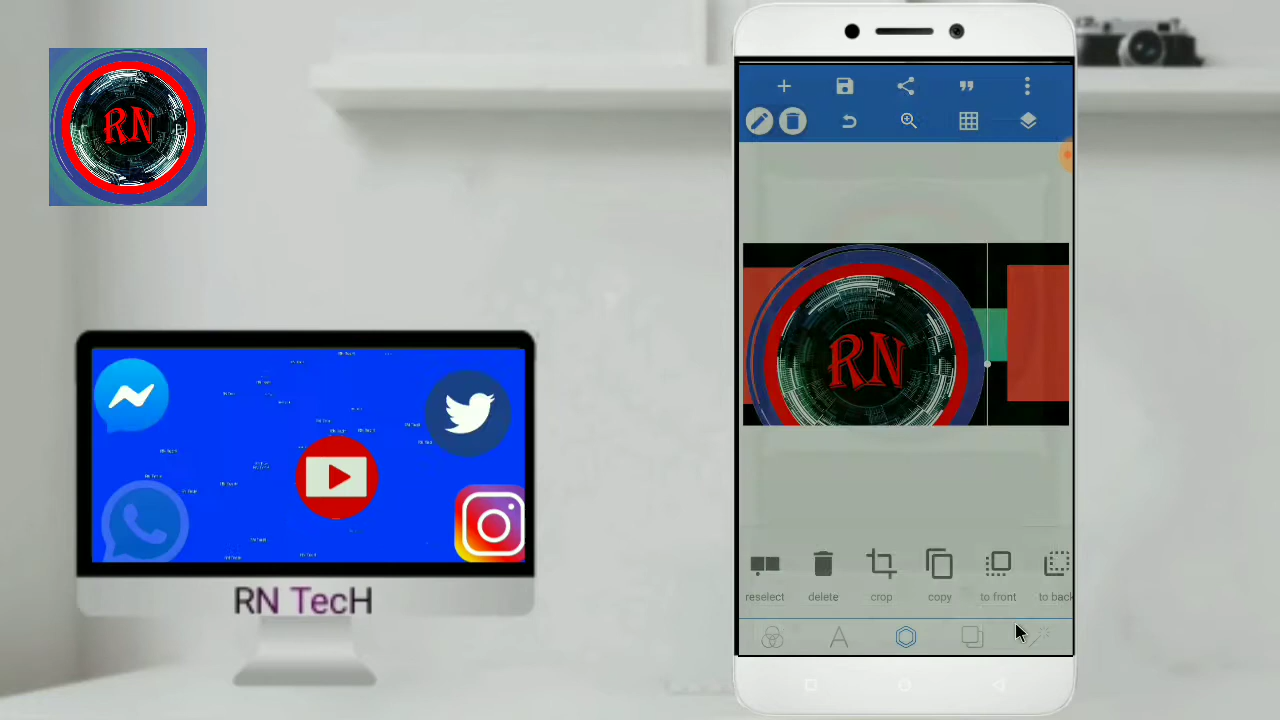 RN
RN
RN TecH
reselect
delete
crop
copy
to front
to back